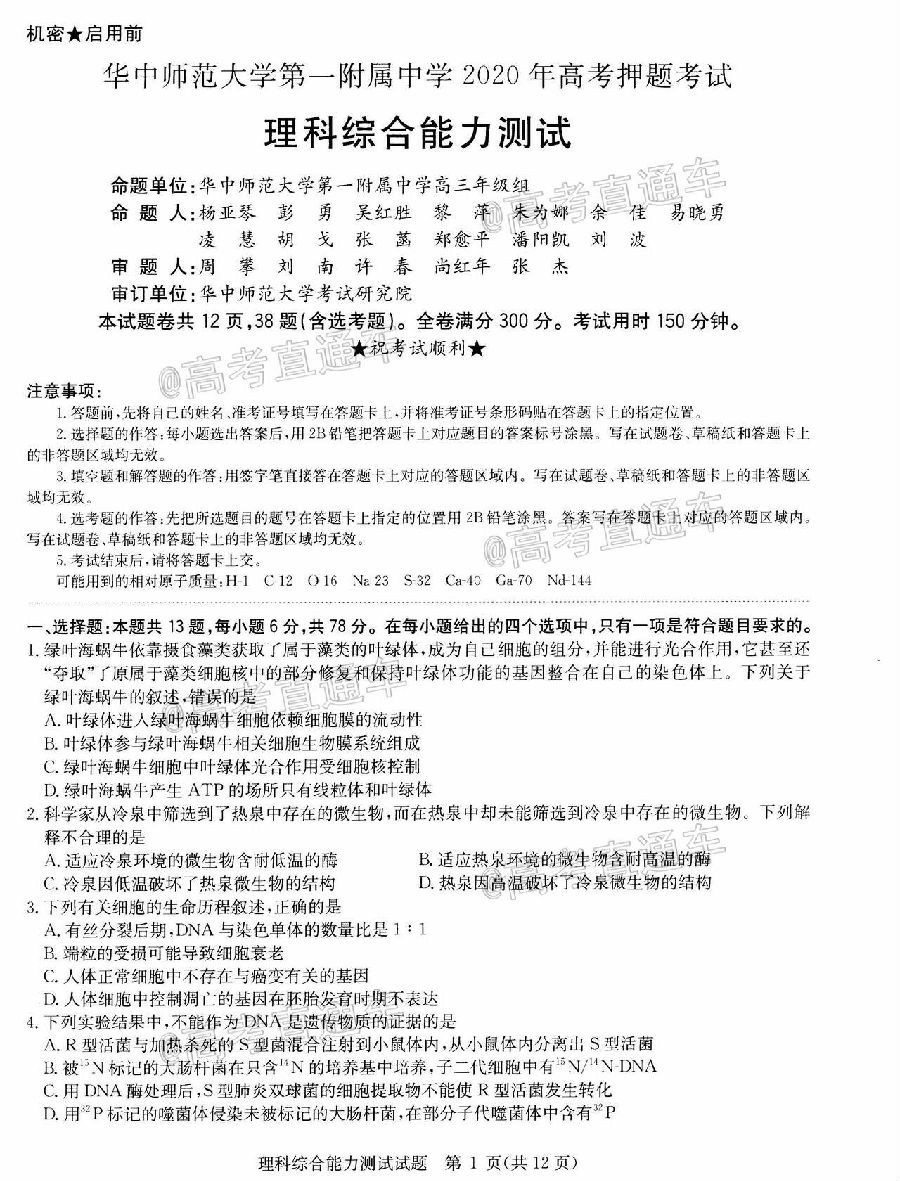 机密★启用前
华中师范大学第一附属中学 2020 年高考押题考试
理科综合能力测试
命题单位:华中师范大学第一附属中学高三年级组
命 题 人:杨亚琴 彭 勇 吴红胜 黎 萍 朱为娜 余 佳 易晓勇
凌 慧 胡 戈 张 菡 郑愈平 潘阳凯 刘 波
审 题 人:周 攀 刘 南 许 春 尚红年 张 杰
审订单位:华中师范大学考试研究院
本试题卷共 12 页,38 题(含选考题)。全卷满分 300 分。考试用时 150 分钟。
★祝考试顺利★
@高考直通车
@高考直通车
注意事项:
1. 答题前,先将自己的姓名、准考证号填写在答题卡上,并将准考证号条形码贴在答题卡上的指定位置。
2. 选择题的作答:每小题选出答案后,用 2B 铅笔把答题卡上对应题目的答案标号涂黑。写在试题卷、草稿纸和答题卡上
的非答题区域均无效。
3. 填空题和解答题的作答:用签字笔直接答在答题卡上对应的答题区域内。写在试题卷、草稿纸和答题卡上的非答题区
域均无效。
4. 选考题的作答:先把所选题目的题号在答题卡上指定的位置用 2B 铅笔涂黑。答案写在答题卡上对应的答题区域内。
写在试题卷、草稿纸和答题卡上的非答题区域均无效。
5. 考试结束后,请将答题卡上交。
可能用到的相对原子质量:H-1 C 12 O 16 Na 23 S-32 Ca-40 Ga-70 Nd-144
@高考直通车
一、选择题:本题共 13 题,每小题 6 分,共 78 分。在每小题给出的四个选项中,只有一项是符合题目要求的。
1. 绿叶海蜗牛依靠摄食藻类获取了属于藻类的叶绿体,成为自己细胞的组分,并能进行光合作用,它甚至还
“夺取”了原属于藻类细胞核中的部分修复和保持叶绿体功能的基因整合在自己的染色体上。下列关于
绿叶海蜗牛的叙述,错误的是
A. 叶绿体进入绿叶海蜗牛细胞依赖细胞膜的流动性
B. 叶绿体参与绿叶海蜗牛相关细胞生物膜系统组成
C. 绿叶海蜗牛细胞中叶绿体光合作用受细胞核控制
D. 绿叶海蜗牛产生 ATP 的场所只有线粒体和叶绿体
@高考直通车
2. 科学家从冷泉中筛选到了热泉中存在的微生物,而在热泉中却未能筛选到冷泉中存在的微生物。下列解
释不合理的是
A. 适应冷泉环境的微生物含耐低温的酶 B. 适应热泉环境的微生物含耐高温的酶
C. 冷泉因低温破坏了热泉微生物的结构 D. 热泉因高温破坏了冷泉微生物的结构
@高考直通车
3. 下列有关细胞的生命历程叙述,正确的是
A. 有丝分裂后期,DNA 与染色单体的数量比是 1∶1
B. 端粒的受损可能导致细胞衰老
C. 人体正常细胞中不存在与癌变有关的基因
D. 人体细胞中控制凋亡的基因在胚胎发育时期不表达
4. 下列实验结果中,不能作为 DNA 是遗传物质的证据的是
A. R 型活菌与加热杀死的 S 型菌混合注射到小鼠体内,从小鼠体内分离出 S 型活菌
B. 被¹⁵N 标记的大肠杆菌在只含¹⁴N 的培养基中培养,子二代细胞中有¹⁵N/¹⁴N-DNA
C. 用 DNA 酶处理后,S 型肺炎双球菌的细胞提取物不能使 R 型活菌发生转化
D. 用³²P 标记的噬菌体侵染未被标记的大肠杆菌,在部分子代噬菌体中含有³²P
@高考直通车
理科综合能力测试试题 第 1 页(共 12 页)